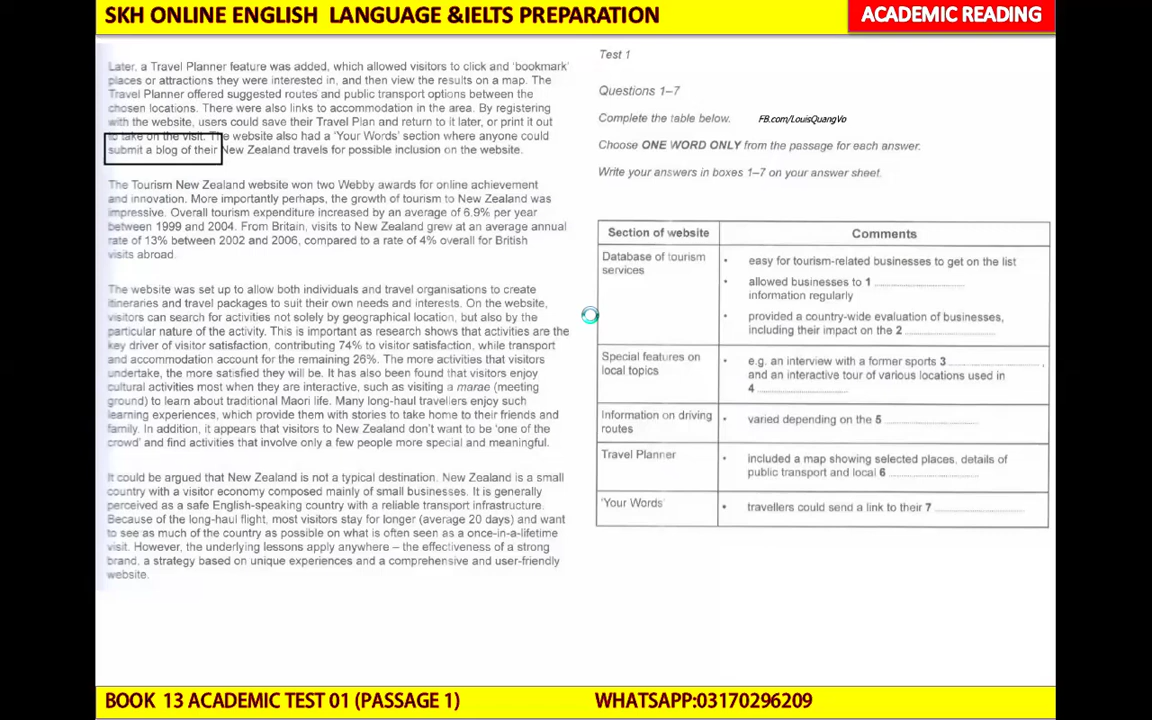 SKH ONLINE ENGLISH LANGUAGE &IELTS PREPARATION
ACADEMIC READING
Later, a Travel Planner feature was added, which allowed visitors to click and 'bookmark'
places or attractions they were interested in, and then view the results on a map. The
Travel Planner offered suggested routes and public transport options between the
chosen locations. There were also links to accommodation in the area. By registering
with the website, users could save their Travel Plan and return to it later, or print it out
to take on the visit. The website also had a 'Your Words' section where anyone could
submit a blog of their New Zealand travels for possible inclusion on the website.
The Tourism New Zealand website won two Webby awards for online achievement
and innovation. More importantly perhaps, the growth of tourism to New Zealand was
impressive. Overall tourism expenditure increased by an average of 6.9% per year
between 1999 and 2004. From Britain, visits to New Zealand grew at an average annual
rate of 13% between 2002 and 2006, compared to a rate of 4% overall for British
visits abroad.
The website was set up to allow both individuals and travel organisations to create
itineraries and travel packages to suit their own needs and interests. On the website,
visitors can search for activities not solely by geographical location, but also by the
particular nature of the activity. This is important as research shows that activities are the
key driver of visitor satisfaction, contributing 74% to visitor satisfaction, while transport
and accommodation account for the remaining 26%. The more activities that visitors
undertake, the more satisfied they will be. It has also been found that visitors enjoy
cultural activities most when they are interactive, such as visiting a marae (meeting
ground) to learn about traditional Maori life. Many long-haul travellers enjoy such
learning experiences, which provide them with stories to take home to their friends and
family. In addition, it appears that visitors to New Zealand don't want to be 'one of the
crowd' and find activities that involve only a few people more special and meaningful.
It could be argued that New Zealand is not a typical destination. New Zealand is a small
country with a visitor economy composed mainly of small businesses. It is generally
perceived as a safe English-speaking country with a reliable transport infrastructure.
Because of the long-haul flight, most visitors stay for longer (average 20 days) and want
to see as much of the country as possible on what is often seen as a once-in-a-lifetime
visit. However, the underlying lessons apply anywhere – the effectiveness of a strong
brand, a strategy based on unique experiences and a comprehensive and user-friendly
website.
Test 1
Questions 1–7
Complete the table below. FB.com/LouisQuangVo
Choose ONE WORD ONLY from the passage for each answer.
Write your answers in boxes 1–7 on your answer sheet.
Section of website
Comments
Database of tourism
services
• easy for tourism-related businesses to get on the list
• allowed businesses to 1 ........................
information regularly
• provided a country-wide evaluation of businesses,
including their impact on the 2 ........................
Special features on
local topics
• e.g. an interview with a former sports 3 ........................,
and an interactive tour of various locations used in
4 ........................
Information on driving
routes
• varied depending on the 5 ........................
Travel Planner
• included a map showing selected places, details of
public transport and local 6 ........................
'Your Words'
• travellers could send a link to their 7 ........................
BOOK 13 ACADEMIC TEST 01 (PASSAGE 1)
WHATSAPP:03170296209